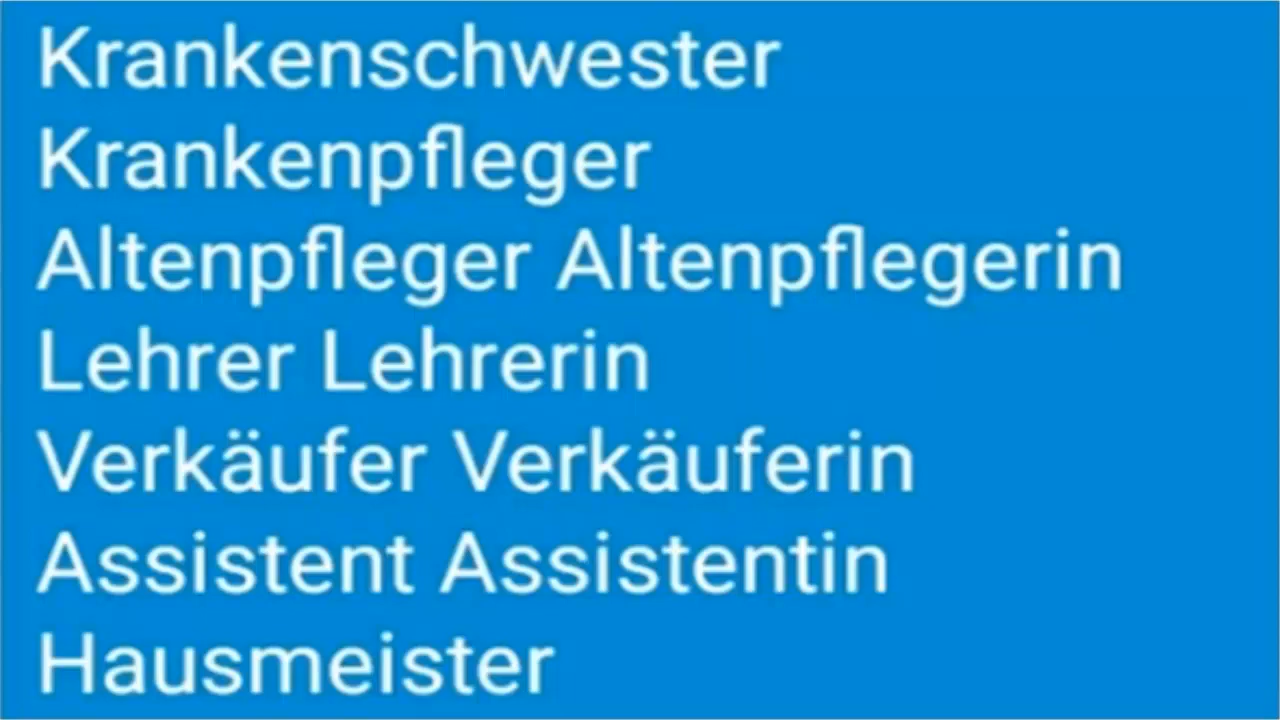 Krankenschwester
Krankenpfleger
Altenpfleger Altenpflegerin
Lehrer Lehrerin
Verkäufer Verkäuferin
Assistent Assistentin
Hausmeister